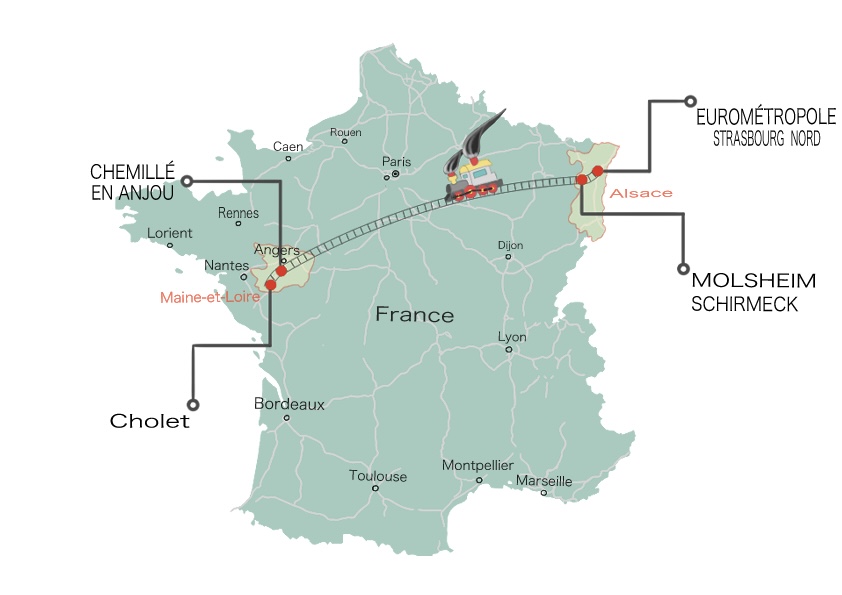 EUROMÉTROPOLE
STRASBOURG NORD
Rouen
Caen
Paris
CHEMILLÉ
EN ANJOU
Alsace
Rennes
Lorient
Angers
Dijon
Nantes
MOLSHEIM
SCHIRMECK
Maine-et-Loire
France
Lyon
Bordeaux
Cholet
Montpellier
Toulouse
Marseille